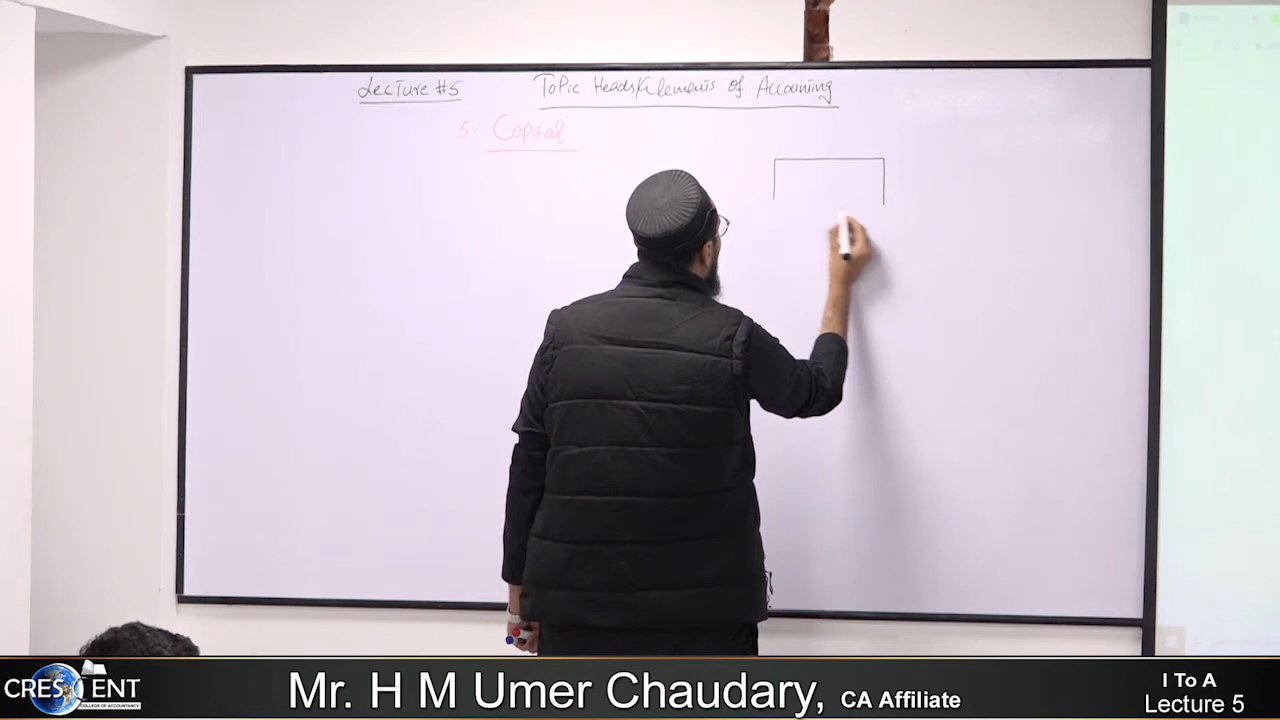 Lecture #5 Topic: Heads/Elements of Accounting
5. Capital
CRESCENT
COLLEGE OF ACCOUNTANCY
Mr. H M Umer Chaudary, CA Affiliate
I To A
Lecture 5